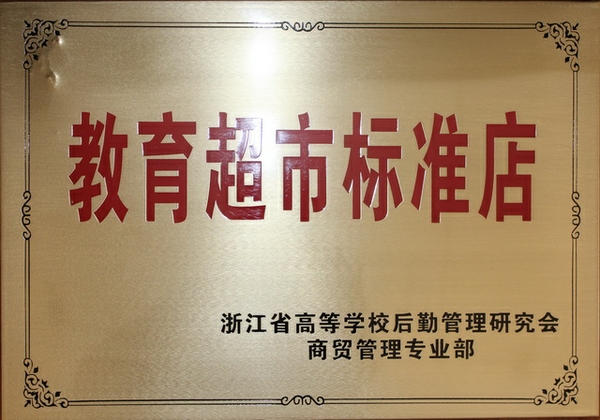 教育超市标准店
浙江省高等学校后勤管理研究会
商贸管理专业部